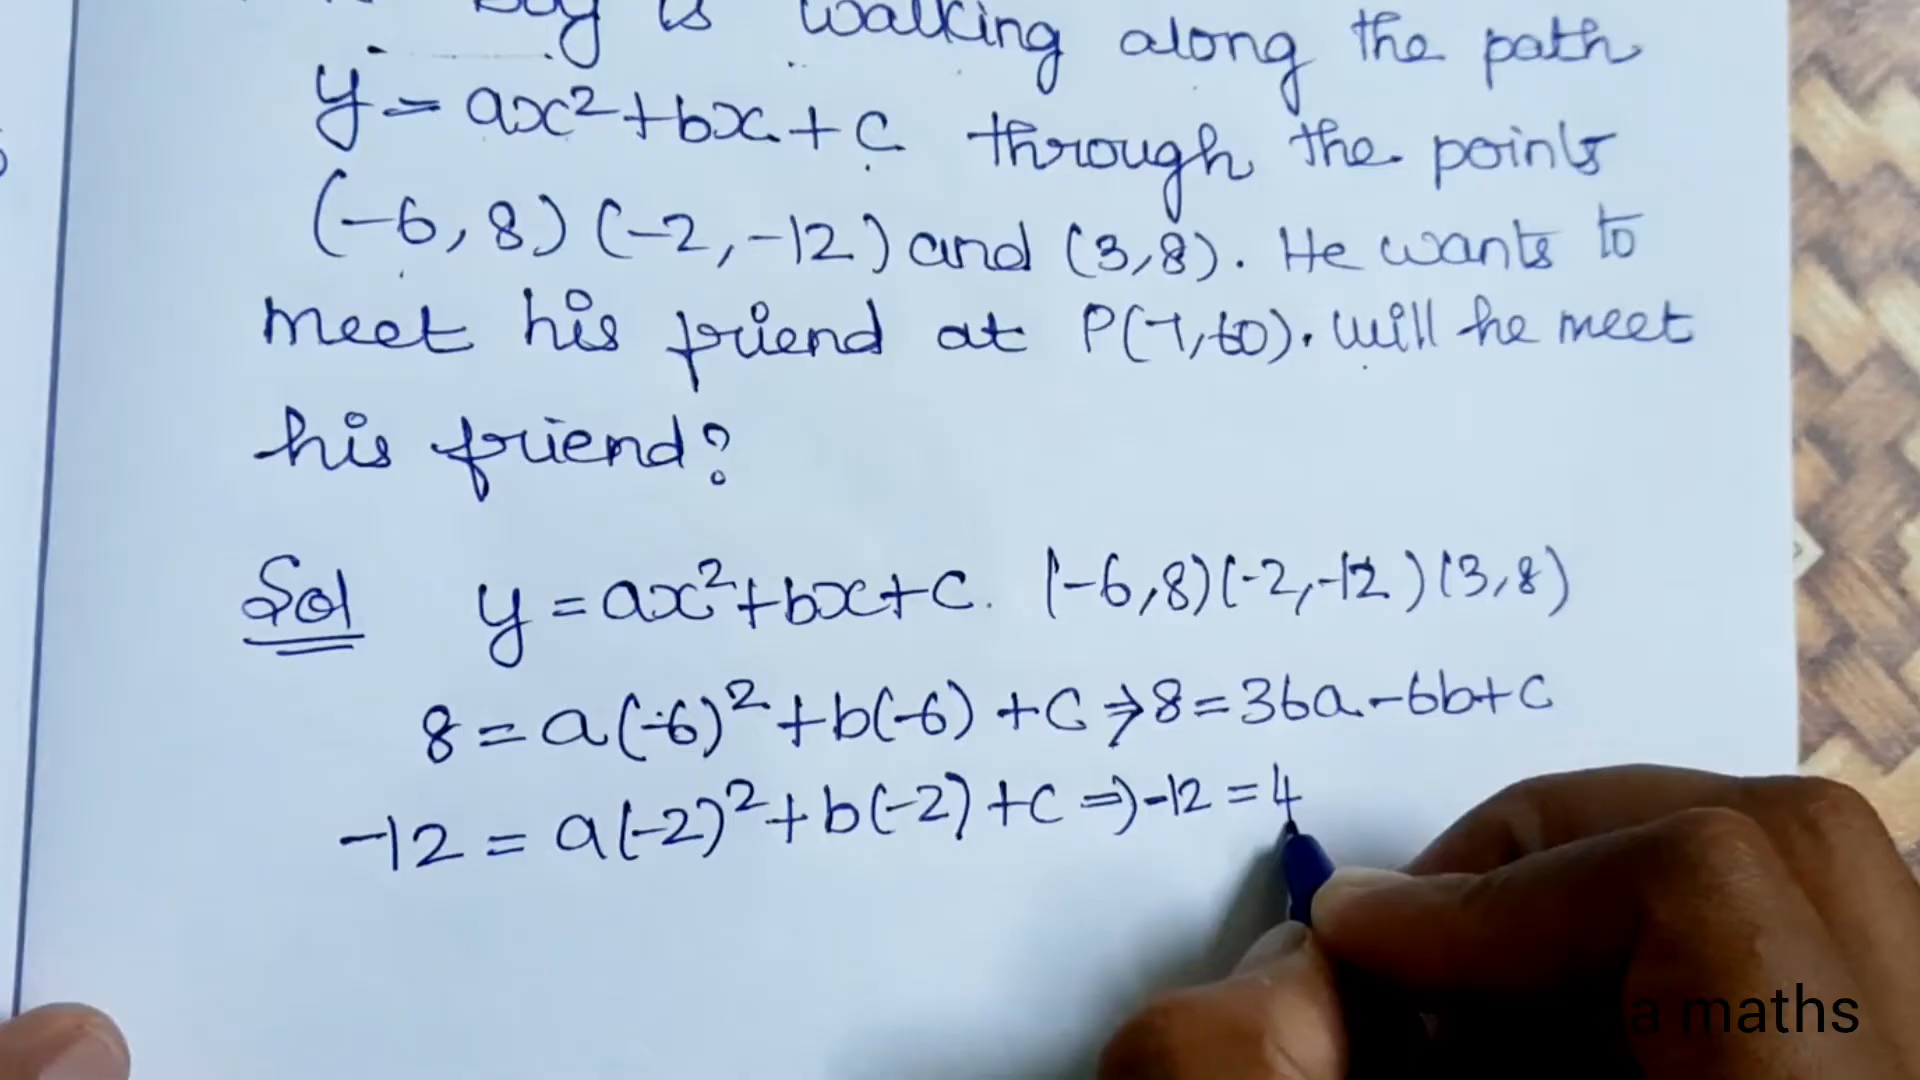 boy is walking along the path
y = ax²+bx+c through the points
(-6,8) (-2,-12) and (3,8). He wants to
meet his friend at P(7,60). will he meet
his friend?
Sol y = ax²+bx+c. (-6,8)(-2,-12)(3,8)
8 = a(-6)²+b(-6)+c ⇒ 8=36a-6b+c
-12 = a(-2)²+b(-2)+c ⇒ -12 = 4
a maths